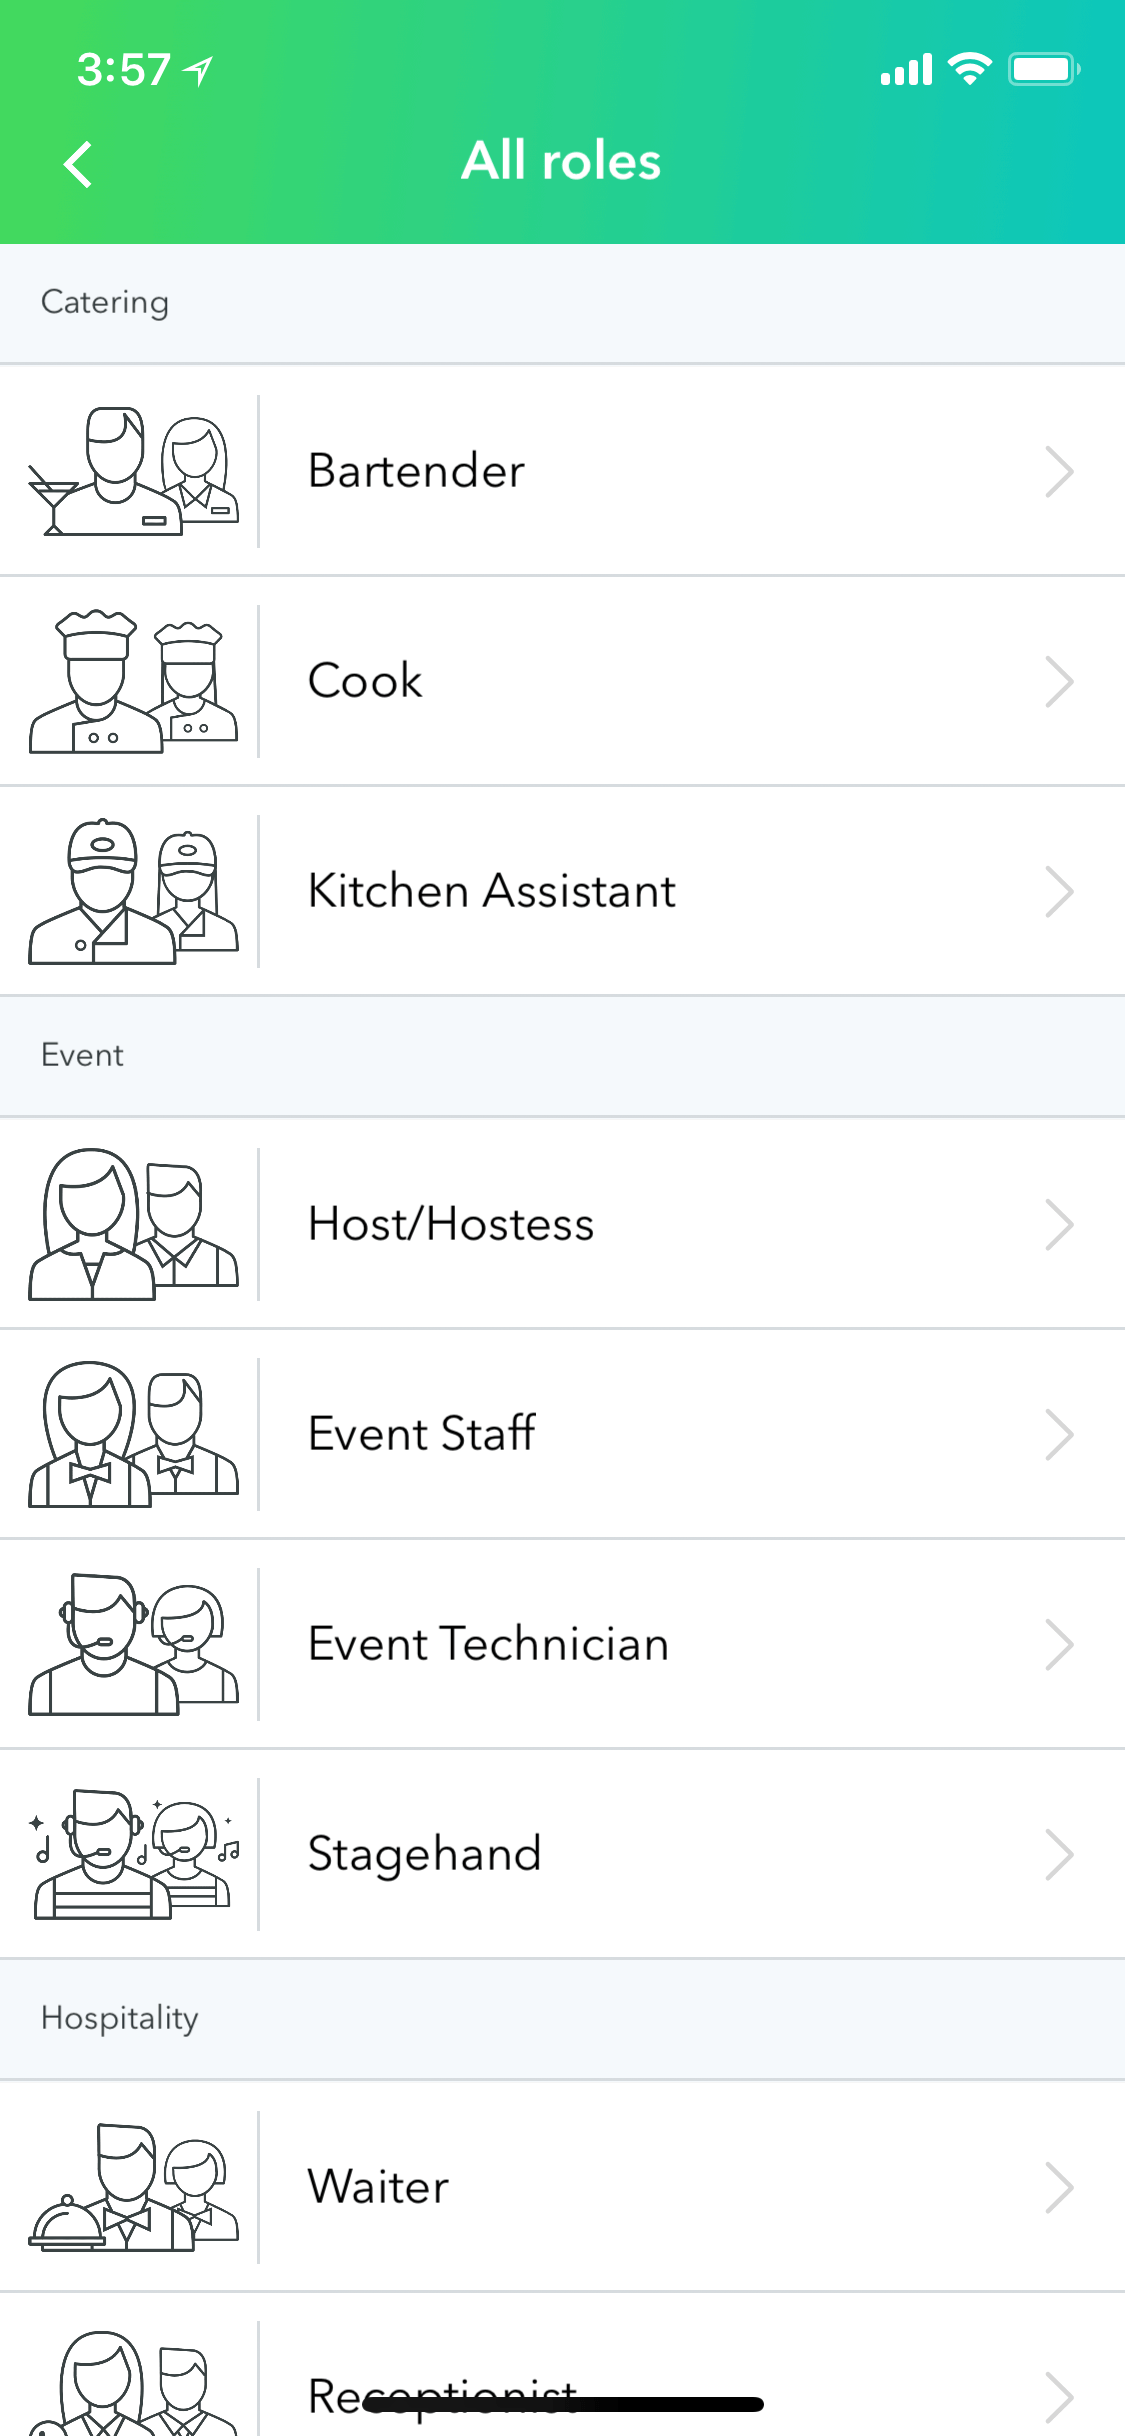 3:57
All roles
Catering
Bartender
Cook
Kitchen Assistant
Event
Host/Hostess
Event Staff
Event Technician
Stagehand
Hospitality
Waiter
Receptionist